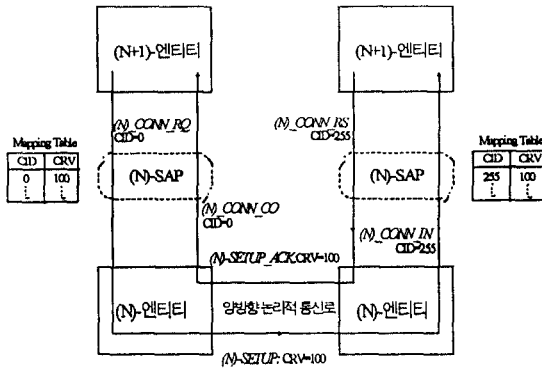 (N+1)-엔티티
(N+1)-엔티티
(N)_CONN_RQ
CID=0
(N)_CONN_RS
CID=255
Mapping Table
CID CRV
0 100
Mapping Table
CID CRV
255 100
(N)-SAP
(N)-SAP
(N)_CONN_CO
CID=0
(N)_CONN_IN
CID=255
(N)-SETUP_ACK:CRV=100
(N)-엔티티
양방향 논리적 통신로
(N)-엔티티
(N)-SETUP: CRV=100